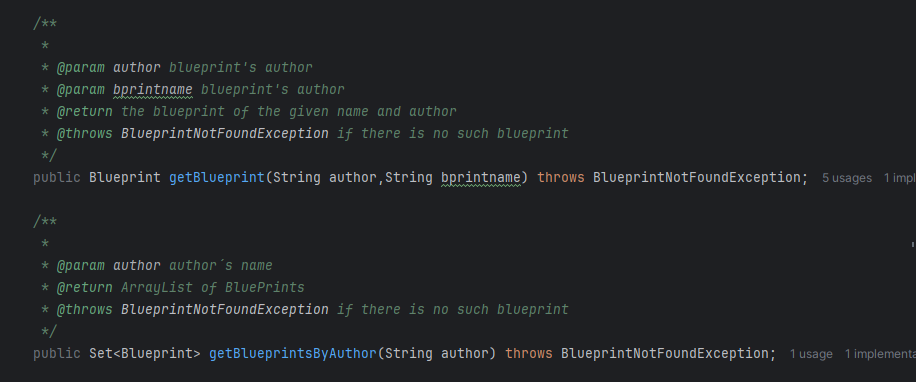 /**
*
* @param author blueprint's author
* @param bprintname blueprint's author
* @return the blueprint of the given name and author
* @throws BlueprintNotFoundException if there is no such blueprint
*/
public Blueprint getBlueprint(String author,String bprintname) throws BlueprintNotFoundException; 5 usages 1 impl
/**
*
* @param author author´s name
* @return ArrayList of BluePrints
* @throws BlueprintNotFoundException if there is no such blueprint
*/
public Set<Blueprint> getBlueprintsByAuthor(String author) throws BlueprintNotFoundException; 1 usage 1 implementa